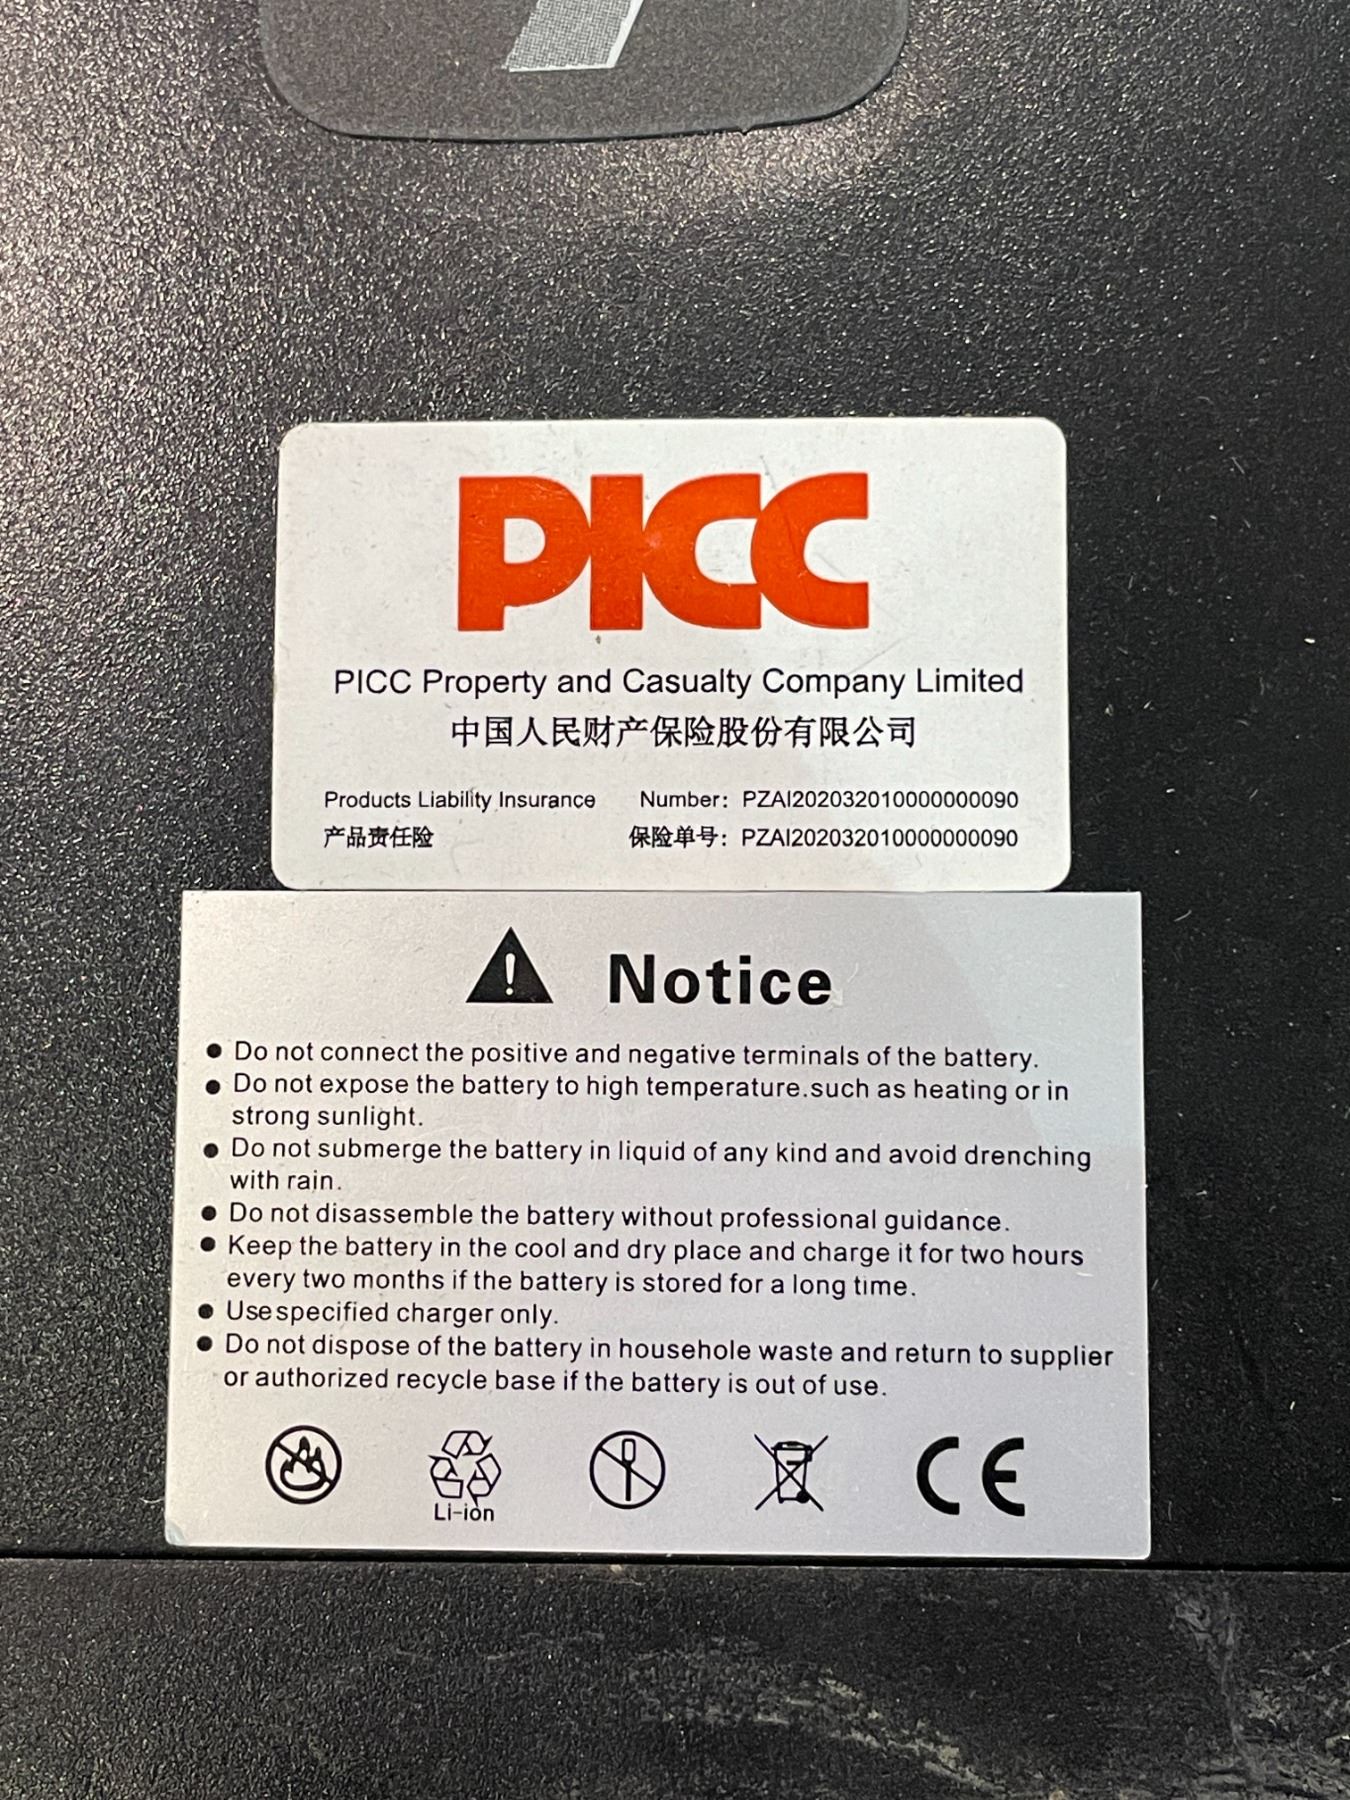 PICC
PICC Property and Casualty Company Limited
中国人民财产保险股份有限公司
Products Liability Insurance Number: PZAI202032010000000090
产品责任险 保险单号: PZAI202032010000000090
Notice
● Do not connect the positive and negative terminals of the battery.
● Do not expose the battery to high temperature.such as heating or in
strong sunlight.
● Do not submerge the battery in liquid of any kind and avoid drenching
with rain.
● Do not disassemble the battery without professional guidance.
● Keep the battery in the cool and dry place and charge it for two hours
every two months if the battery is stored for a long time.
● Use specified charger only.
● Do not dispose of the battery in household waste and return to supplier
or authorized recycle base if the battery is out of use.
Li-ion
CE